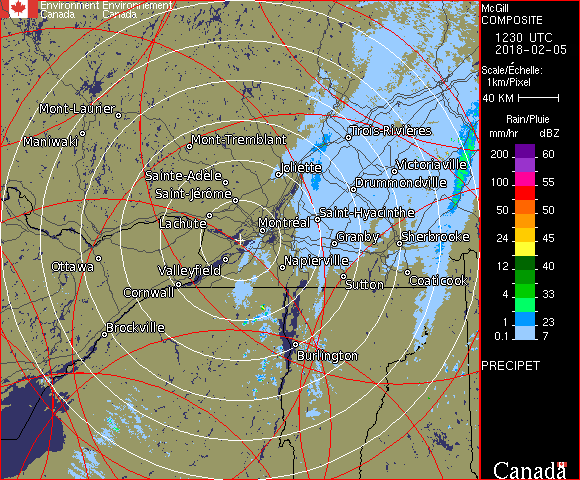 Environment Environnement
Canada Canada
McGill
COMPOSITE
1230 UTC
2018-02-05
Scale/Échelle:
1km/Pixel
40 KM
Rain/Pluie
mm/hr dBZ
200 60
100 55
50 50
24 45
12 40
4 33
1 23
0.1 7
PRECIPET
Canada
Mont-Laurier
Maniwaki
Mont-Tremblant
Trois-Rivières
Joliette
Victoriaville
Sainte-Adèle
Drummondville
Saint-Jérôme
Lachute
Saint-Hyacinthe
Montréal
Granby
Sherbrooke
Ottawa
Valleyfield
Napierville
Cornwall
Sutton
Coaticook
Brockville
Burlington